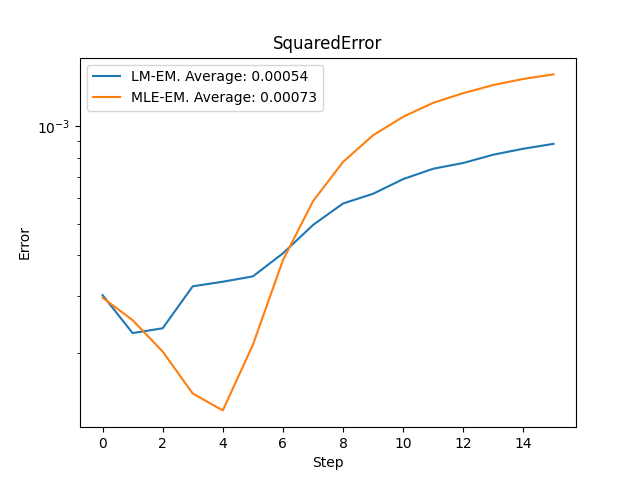 SquaredError
LM-EM. Average: 0.00054
MLE-EM. Average: 0.00073
10⁻³
Error
0 2 4 6 8 10 12 14
Step